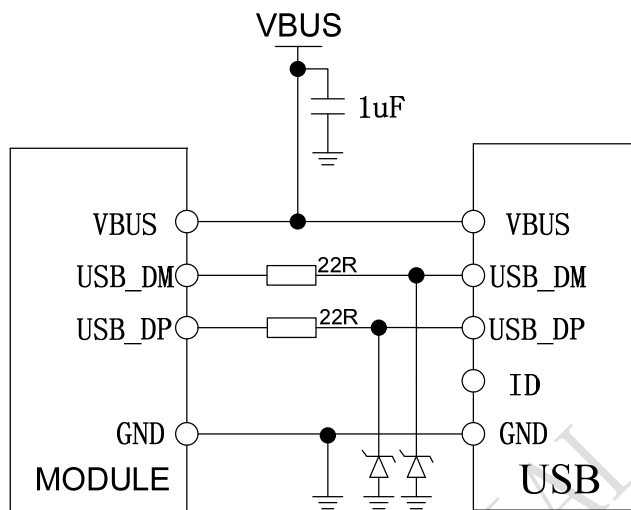 VBUS
1uF
VBUS VBUS
USB_DM 22R USB_DM
USB_DP 22R USB_DP
ID
GND GND
MODULE USB